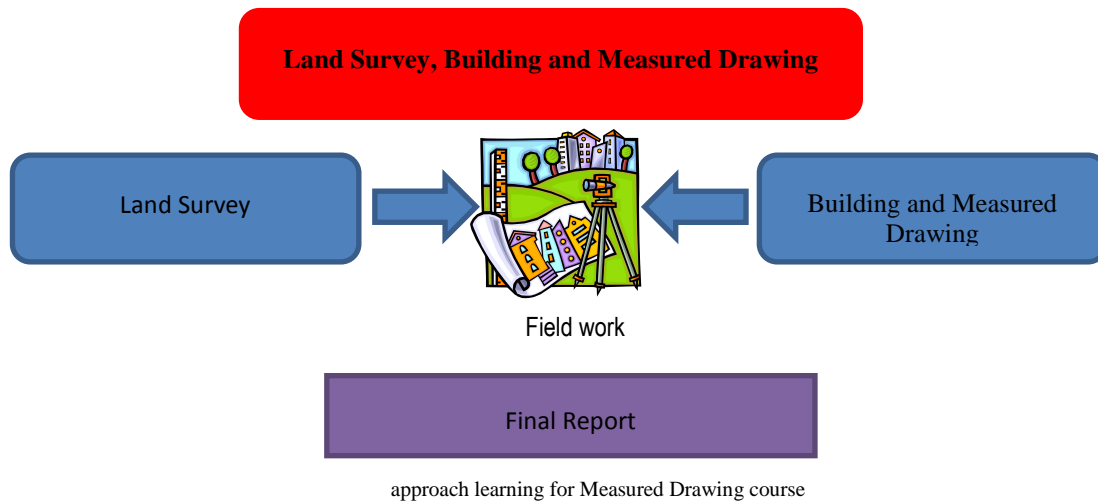 Land Survey, Building and Measured Drawing
Land Survey
Building and Measured
Drawing
Field work
Final Report
approach learning for Measured Drawing course